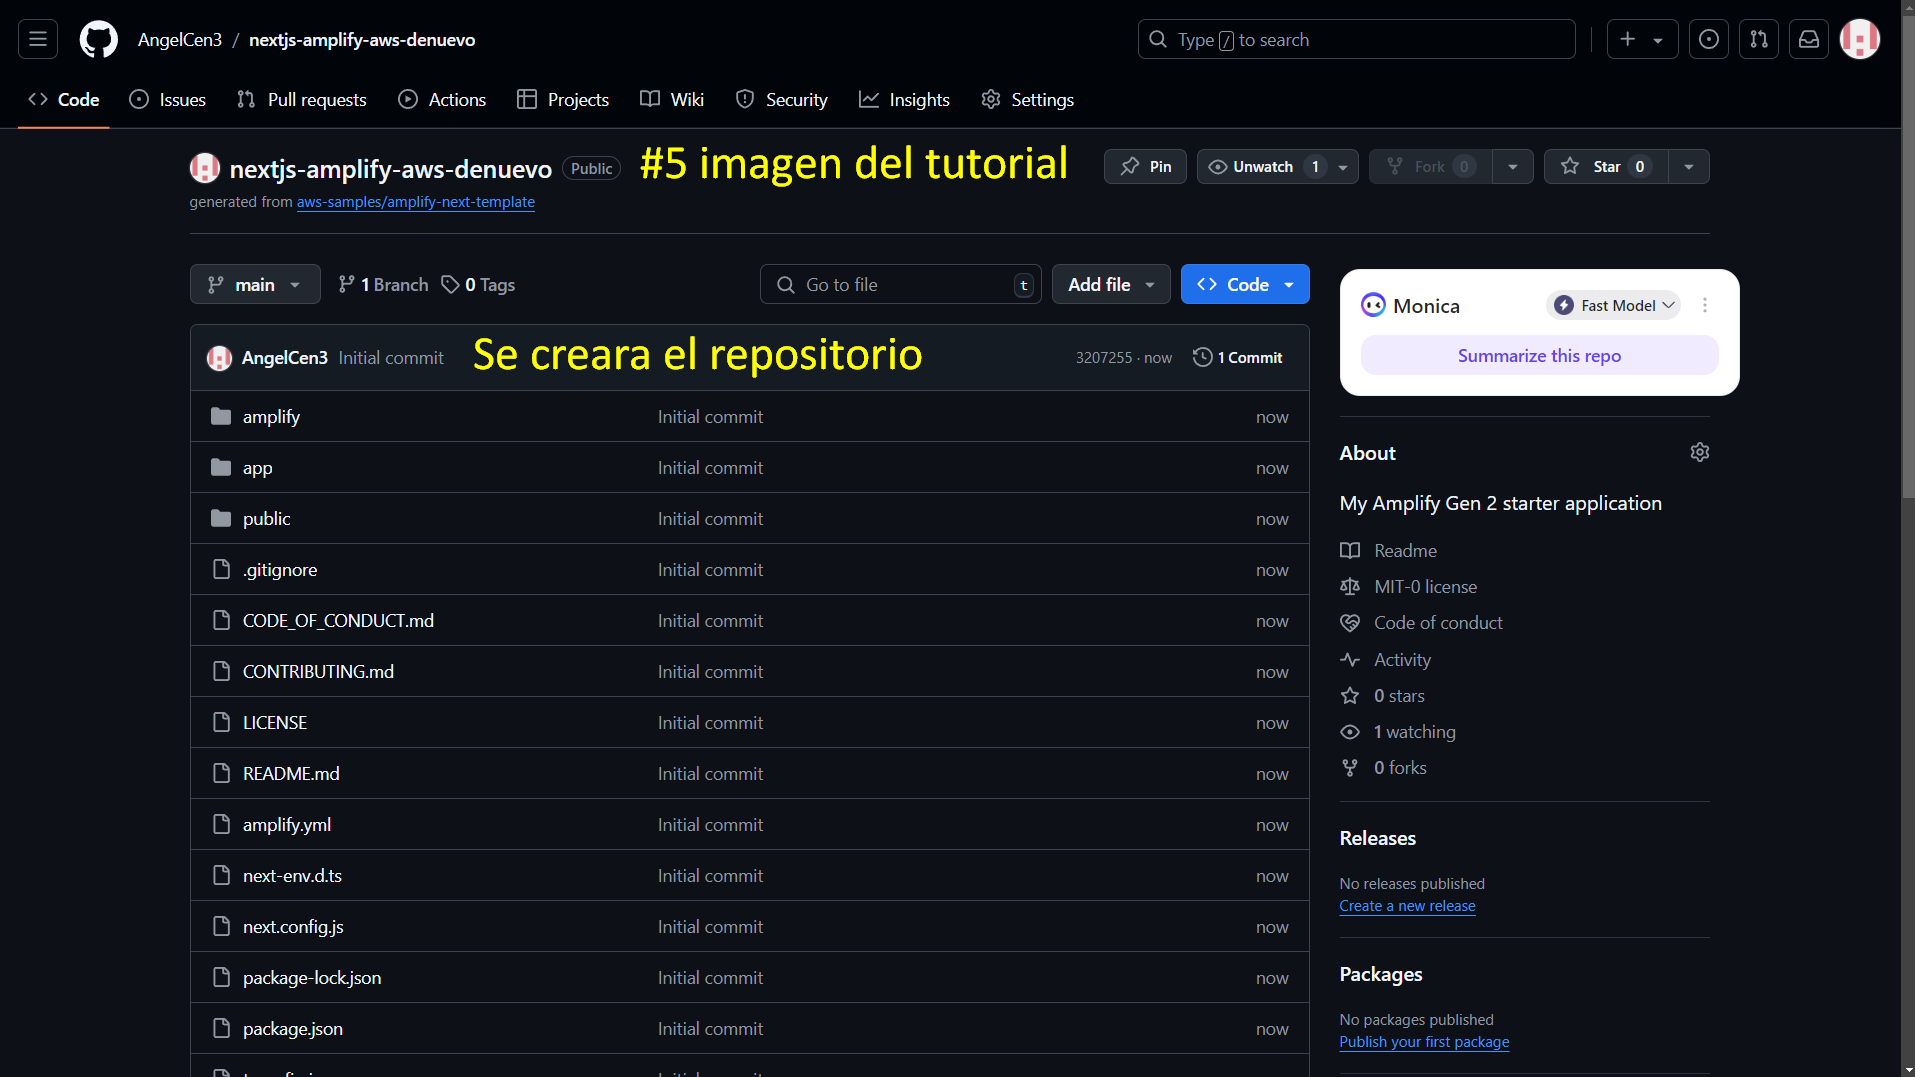 AngelCen3 / nextjs-amplify-aws-denuevo
Type / to search
Code Issues Pull requests Actions Projects Wiki Security Insights Settings
nextjs-amplify-aws-denuevo Public
#5 imagen del tutorial
Pin Unwatch 1 Fork 0 Star 0
generated from aws-samples/amplify-next-template
main 1 Branch 0 Tags
Go to file t Add file Code
AngelCen3 Initial commit
Se creara el repositorio
3207255 · now 1 Commit
amplify Initial commit now
app Initial commit now
public Initial commit now
.gitignore Initial commit now
CODE_OF_CONDUCT.md Initial commit now
CONTRIBUTING.md Initial commit now
LICENSE Initial commit now
README.md Initial commit now
amplify.yml Initial commit now
next-env.d.ts Initial commit now
next.config.js Initial commit now
package-lock.json Initial commit now
package.json Initial commit now
Monica Fast Model
Summarize this repo
About
My Amplify Gen 2 starter application
Readme
MIT-0 license
Code of conduct
Activity
0 stars
1 watching
0 forks
Releases
No releases published
Create a new release
Packages
No packages published
Publish your first package